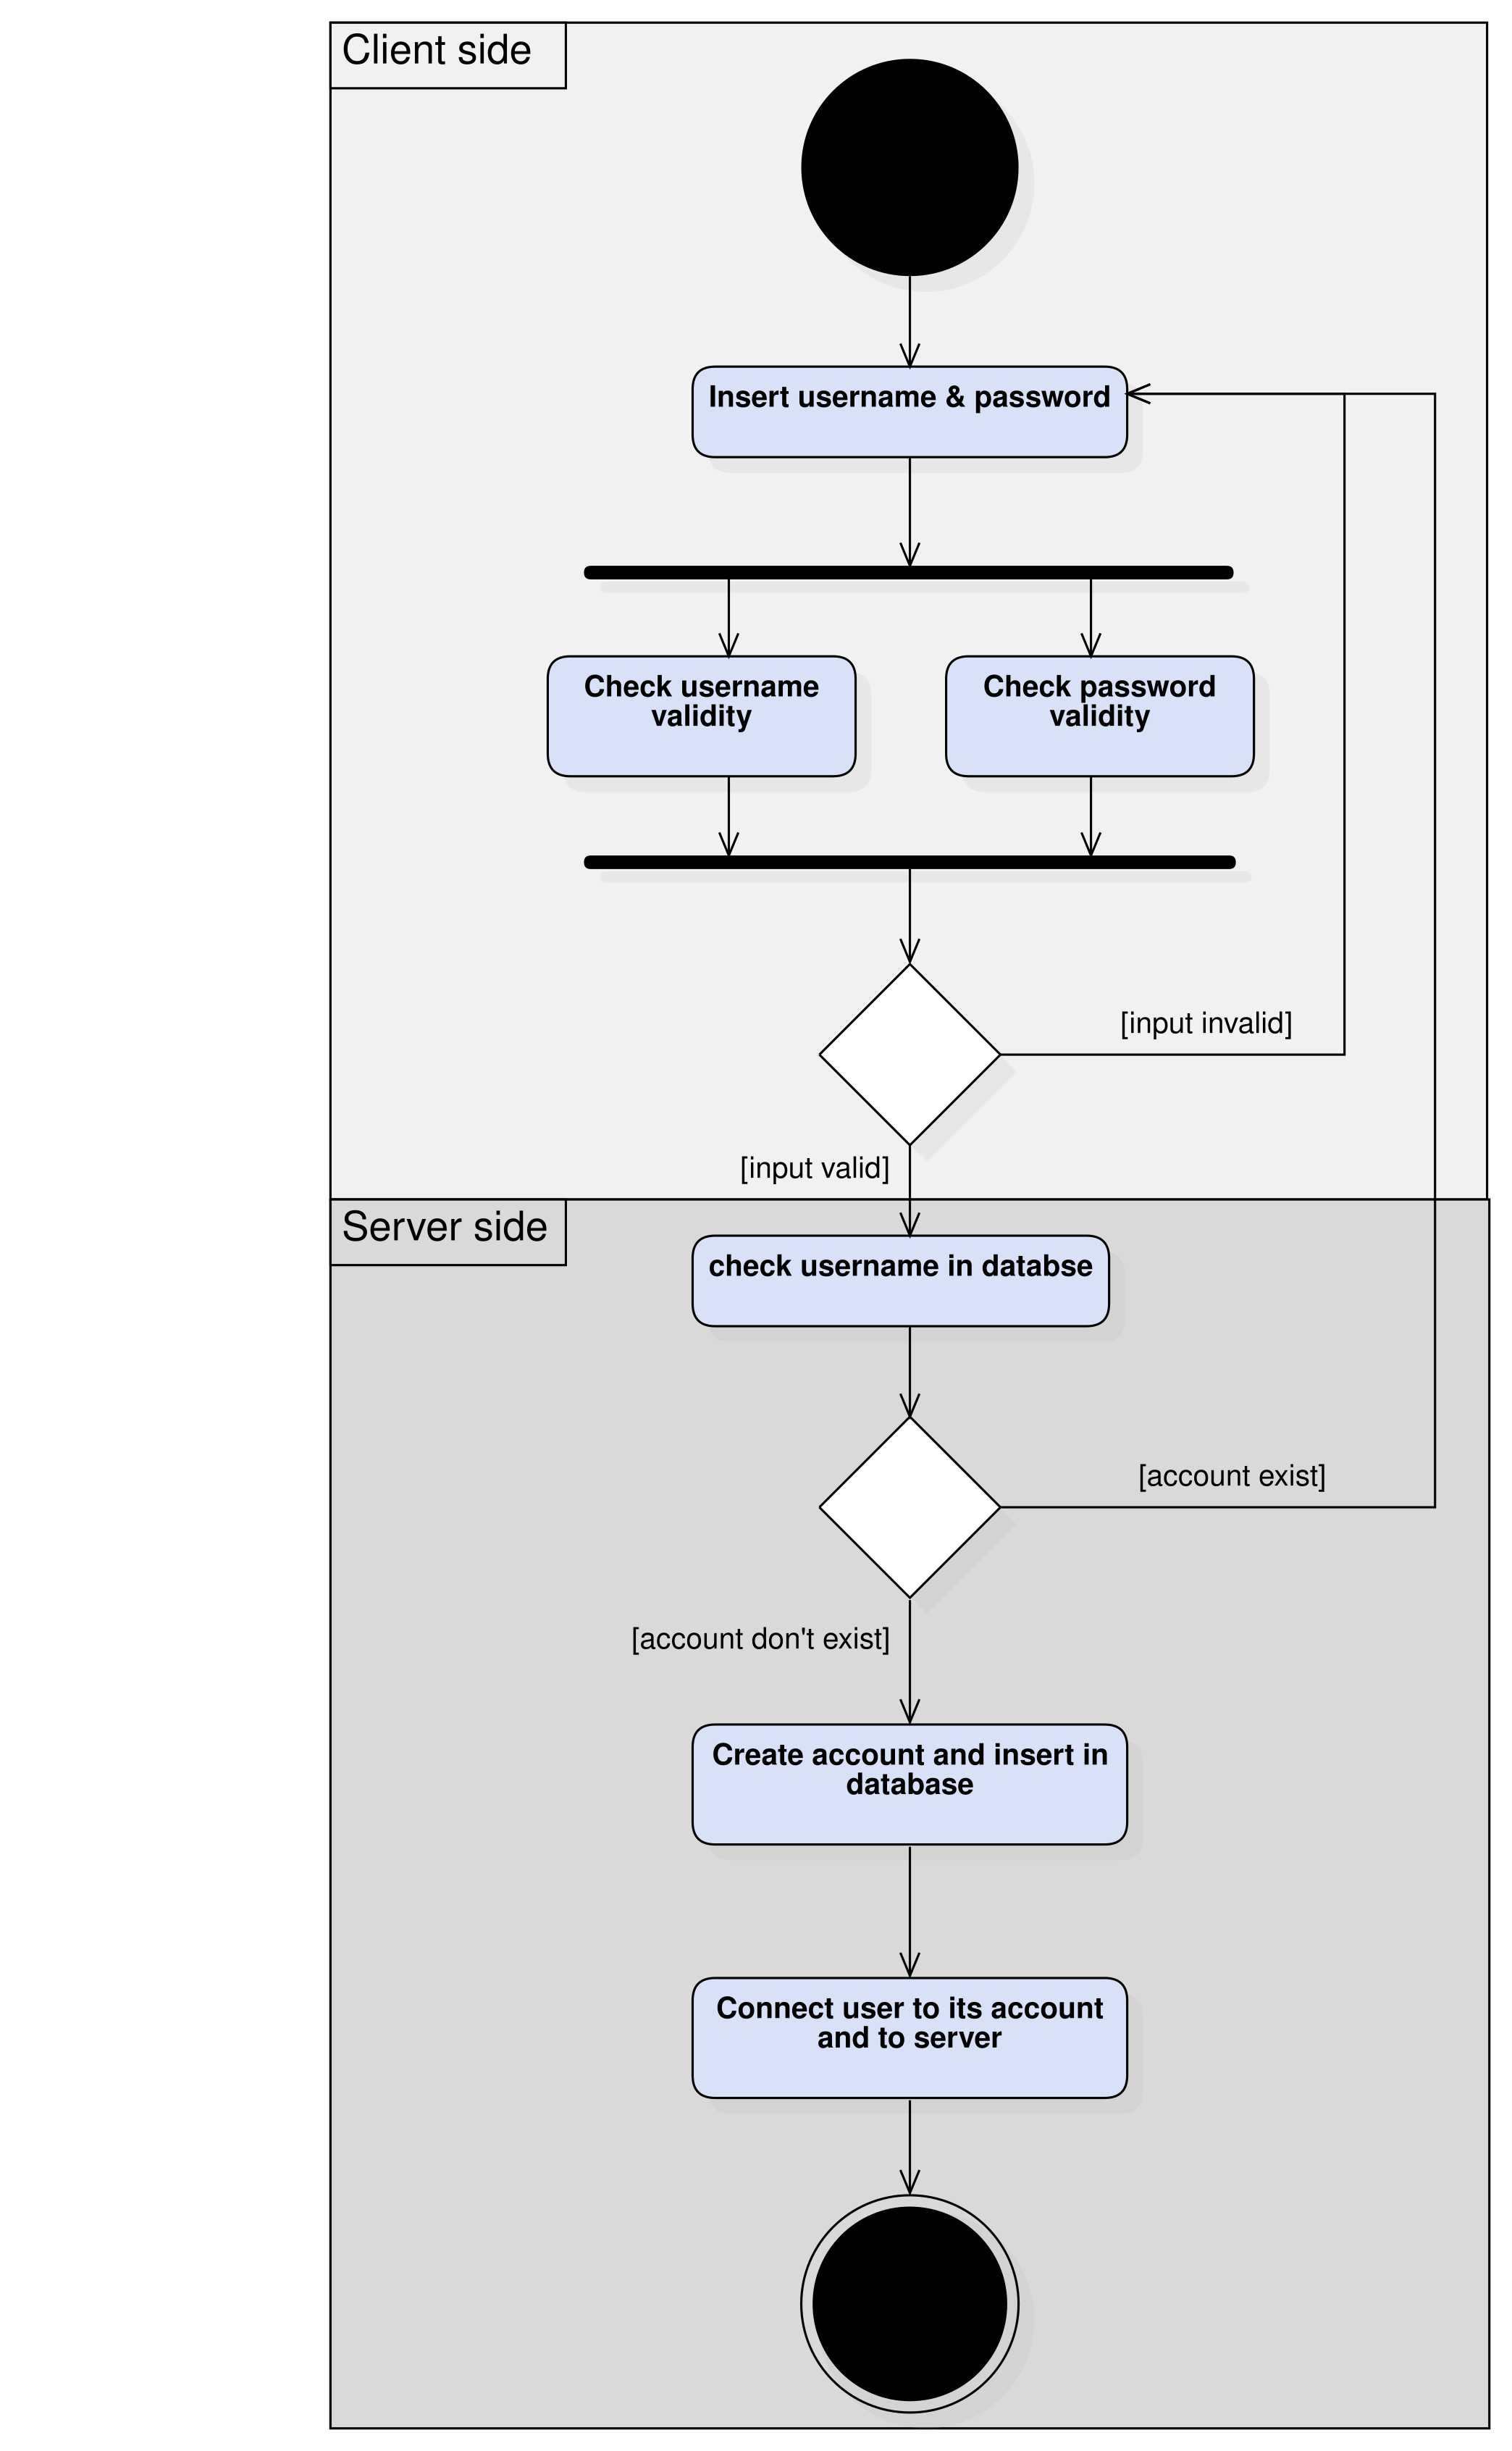 Client side
Insert username & password
Check username
validity
Check password
validity
[input invalid]
[input valid]
Server side
check username in databse
[account exist]
[account don't exist]
Create account and insert in
database
Connect user to its account
and to server